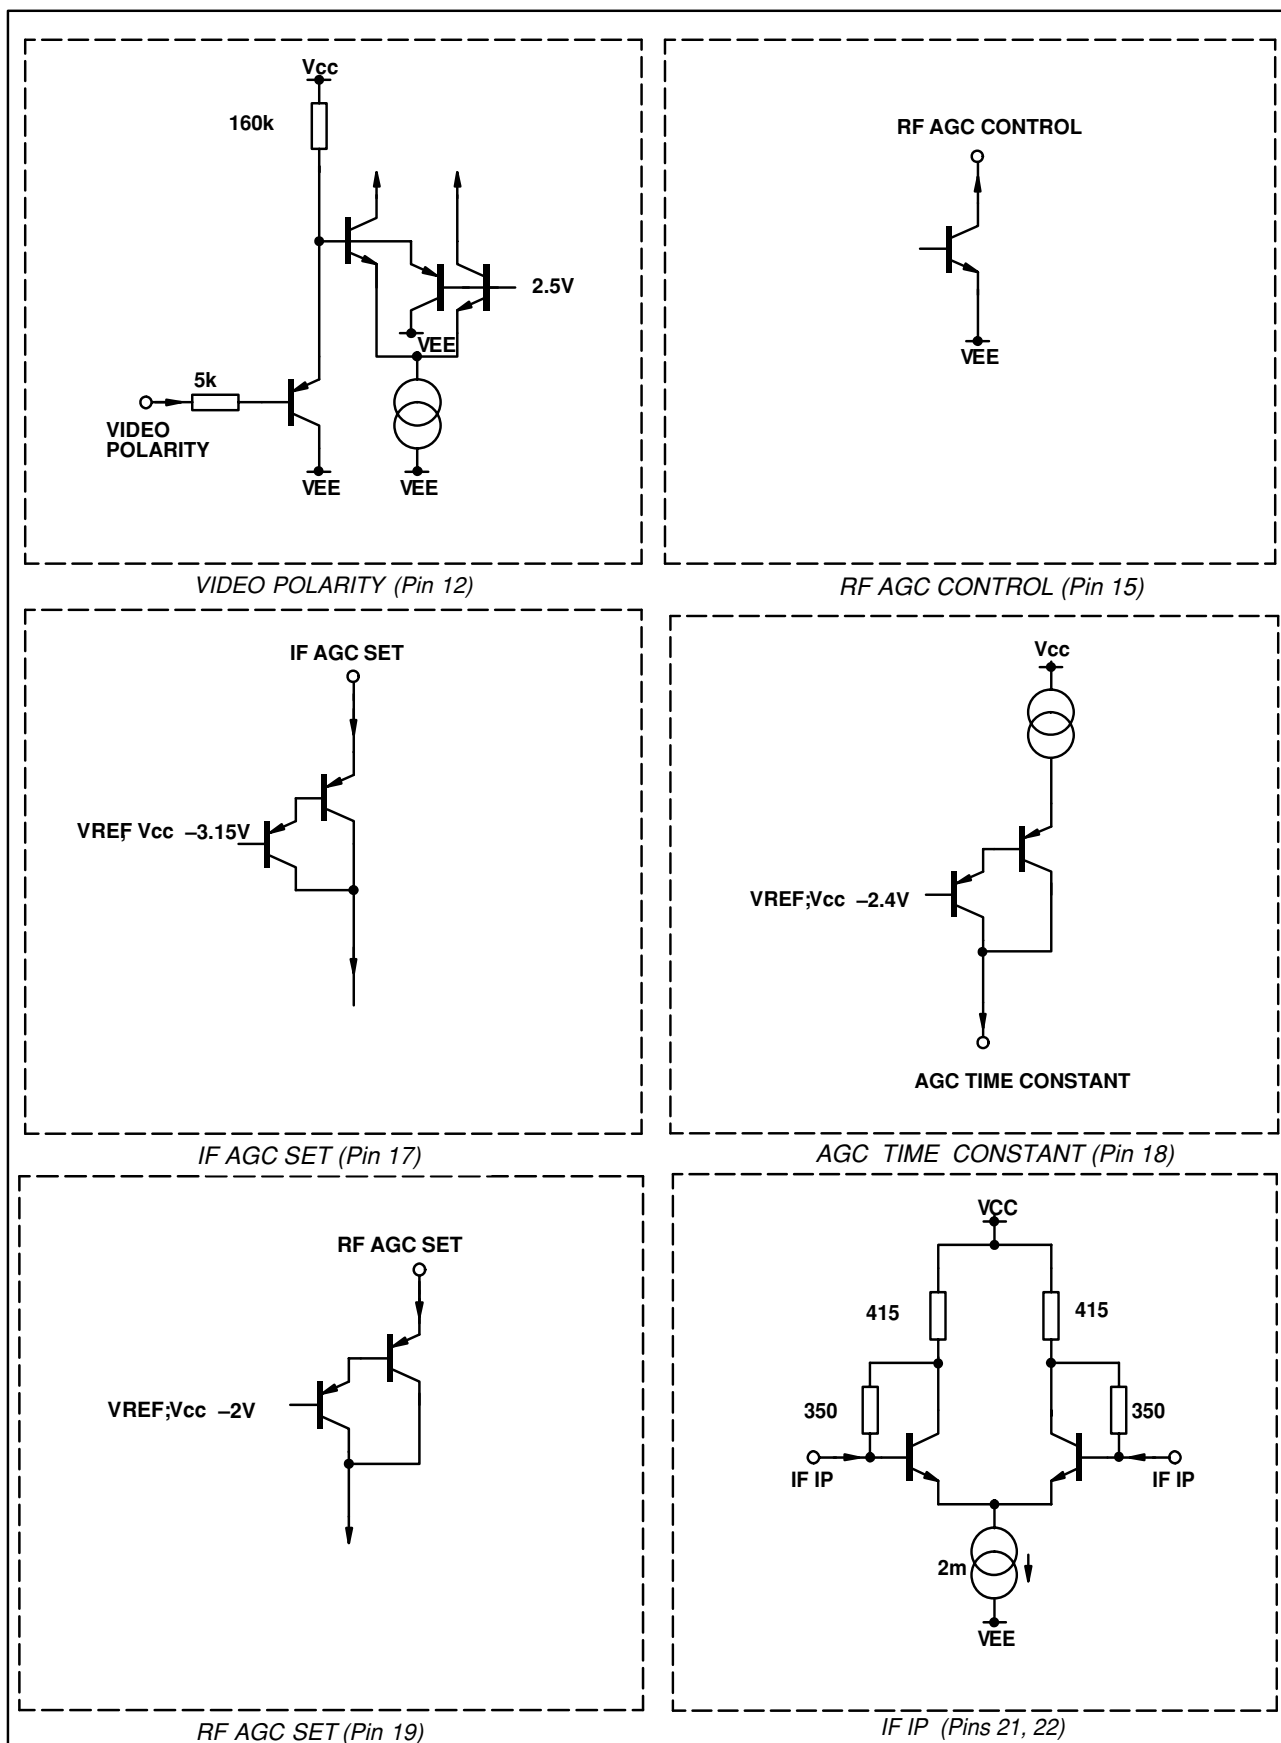 Vcc
160k
2.5V
VEE
5k
VIDEO
POLARITY
VEE
VEE
VIDEO POLARITY (Pin 12)
RF AGC CONTROL
VEE
RF AGC CONTROL (Pin 15)
IF AGC SET
VREF; Vcc –3.15V
IF AGC SET (Pin 17)
Vcc
VREF;Vcc –2.4V
AGC TIME CONSTANT
AGC TIME CONSTANT (Pin 18)
RF AGC SET
VREF;Vcc –2V
RF AGC SET (Pin 19)
VCC
415
415
350
350
IF IP
IF IP
2m
VEE
IF IP (Pins 21, 22)